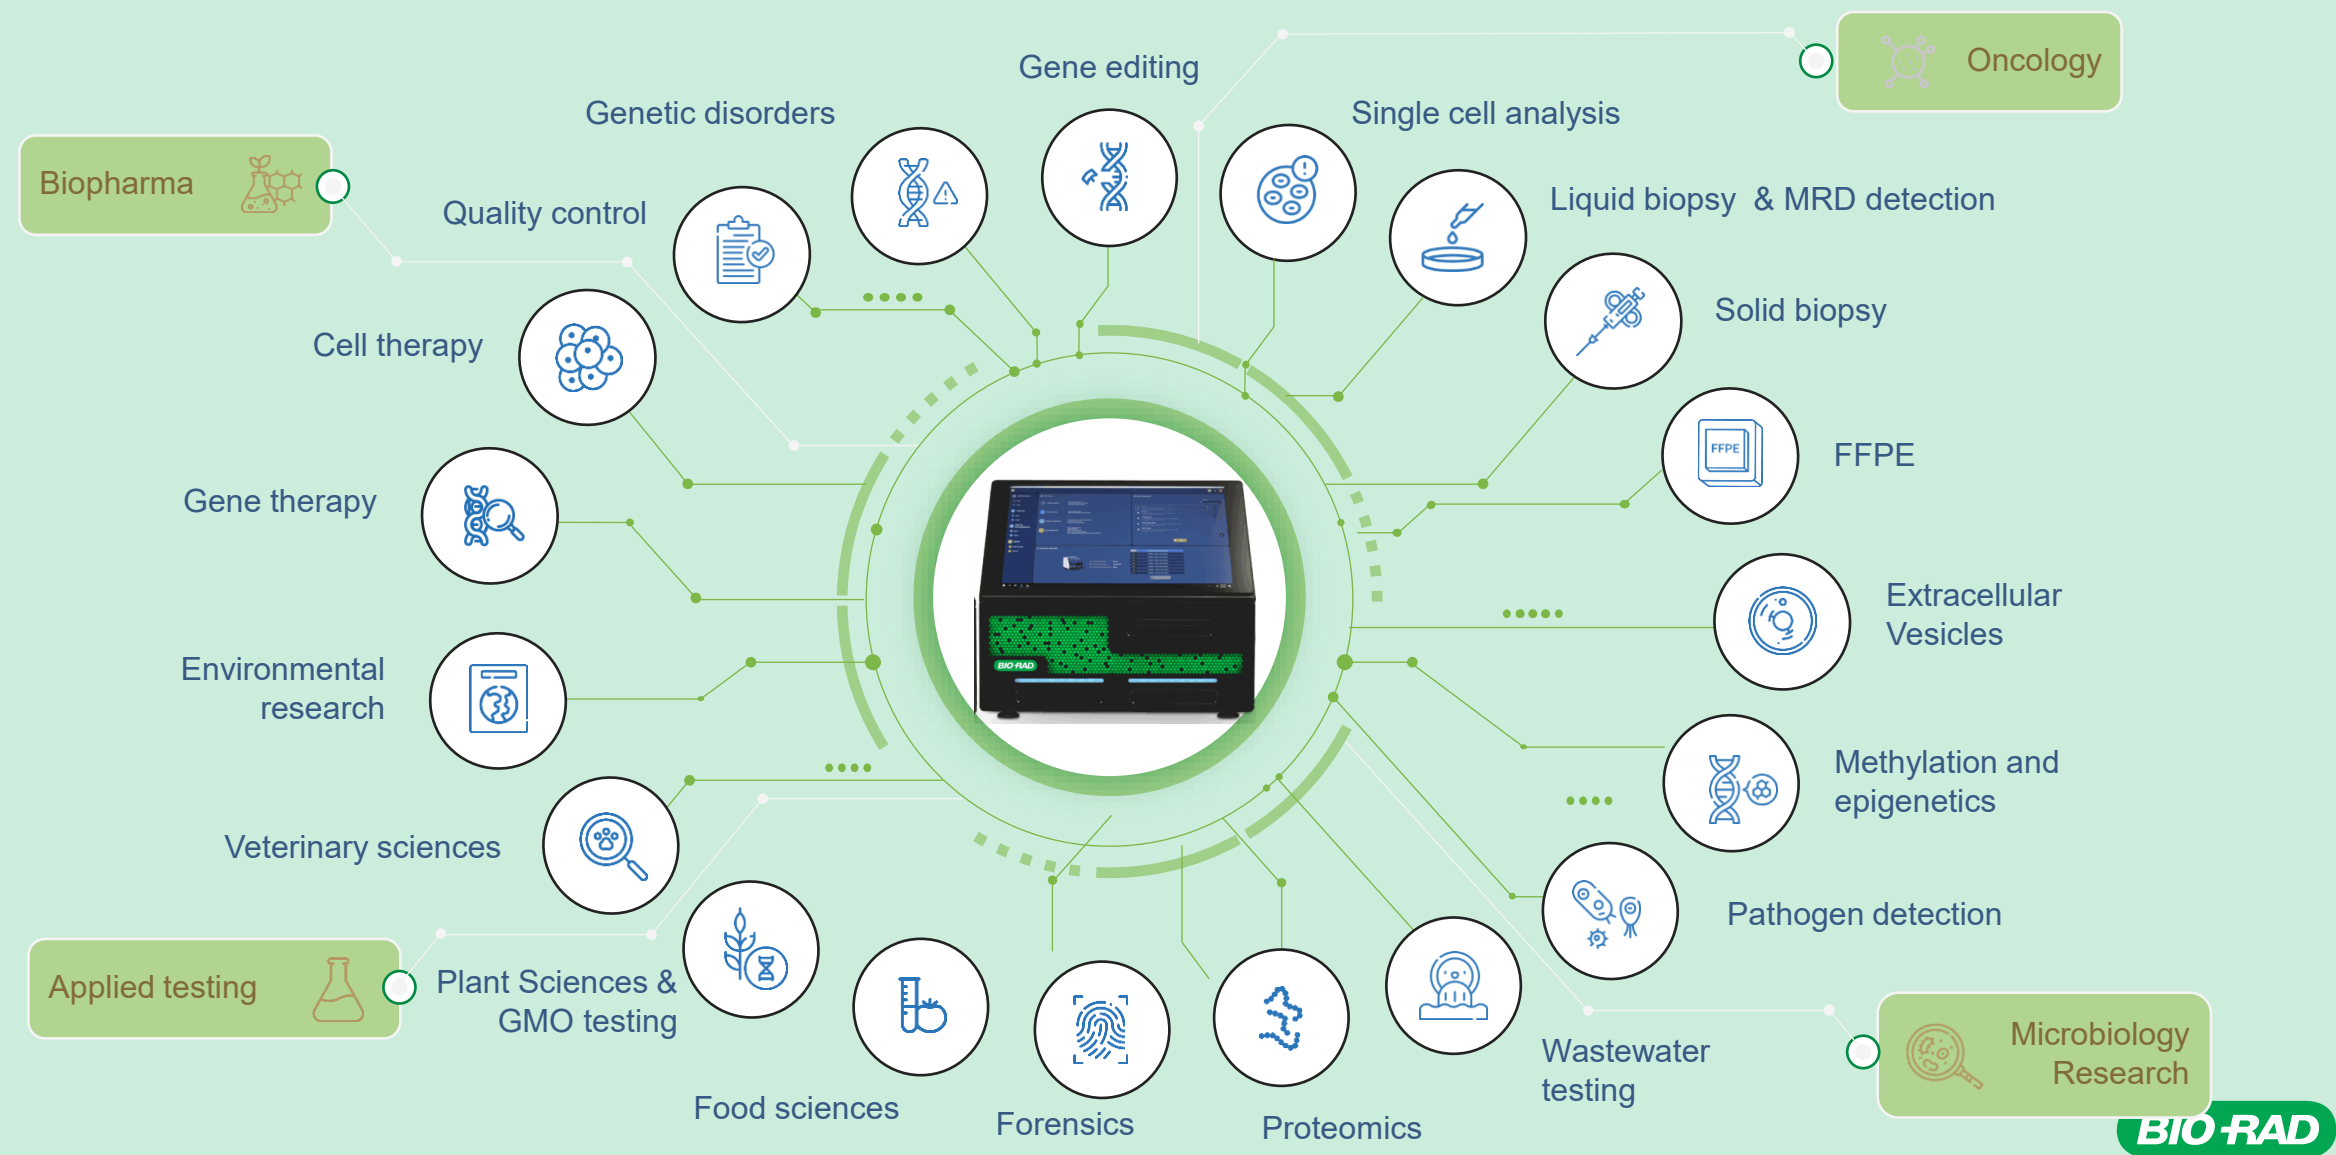 Oncology
Gene editing
Genetic disorders
Single cell analysis
Biopharma
Quality control
Liquid biopsy & MRD detection
Solid biopsy
Cell therapy
FFPE
FFPE
Gene therapy
Extracellular
Vesicles
BIO-RAD
Environmental
research
Methylation and
epigenetics
Veterinary sciences
Pathogen detection
Applied testing
Plant Sciences &
GMO testing
Microbiology
Research
Wastewater
testing
Food sciences
Forensics
Proteomics
BIO-RAD